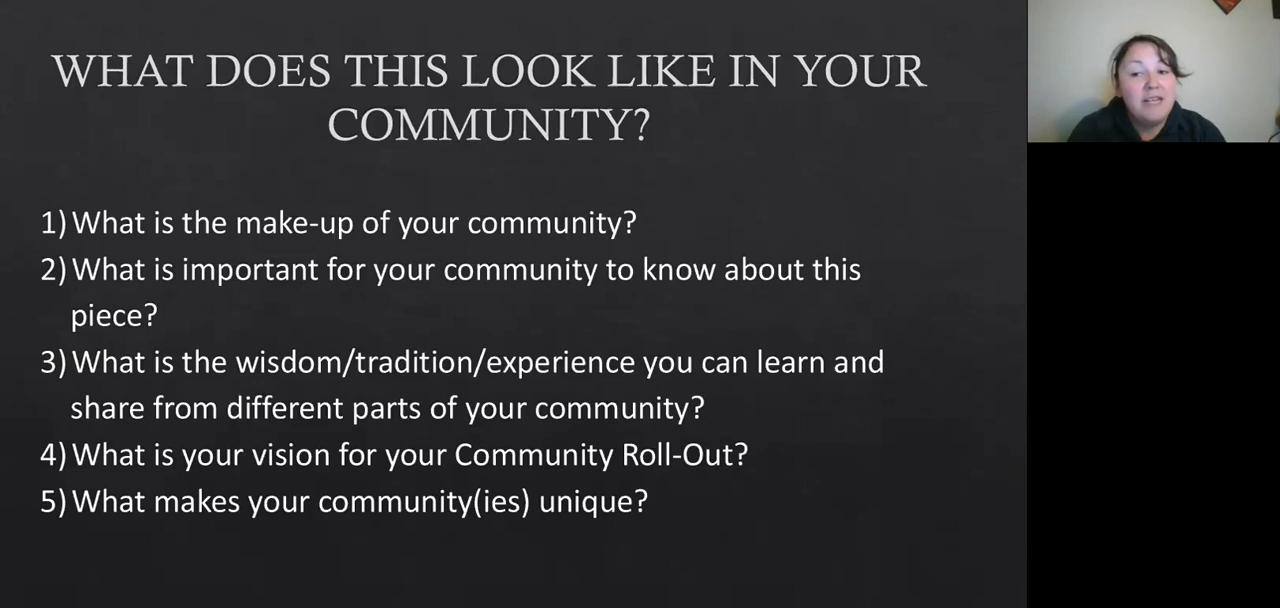 WHAT DOES THIS LOOK LIKE IN YOUR
COMMUNITY?
1) What is the make-up of your community?
2) What is important for your community to know about this
piece?
3) What is the wisdom/tradition/experience you can learn and
share from different parts of your community?
4) What is your vision for your Community Roll-Out?
5) What makes your community(ies) unique?